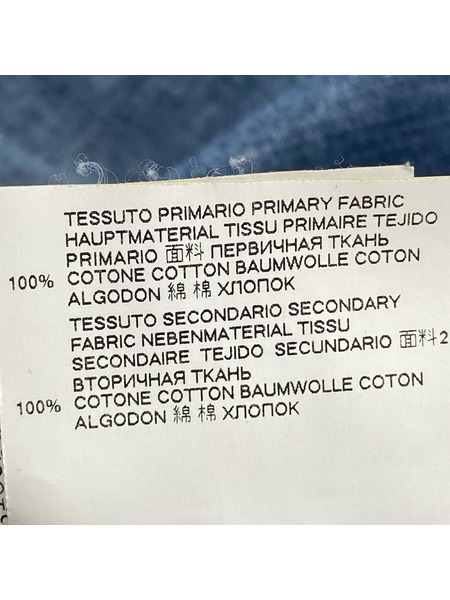 TESSUTO PRIMARIO PRIMARY FABRIC
HAUPTMATERIAL TISSU PRIMAIRE TEJIDO
PRIMARIO 面料 ПЕРВИЧНАЯ ТКАНЬ
100% COTONE COTTON BAUMWOLLE COTON
ALGODON 綿 棉 ХЛОПОК
TESSUTO SECONDARIO SECONDARY
FABRIC NEBENMATERIAL TISSU
SECONDAIRE TEJIDO SECUNDARIO 面料2
ВТОРИЧНАЯ ТКАНЬ
100% COTONE COTTON BAUMWOLLE COTON
ALGODON 綿 棉 ХЛОПОК